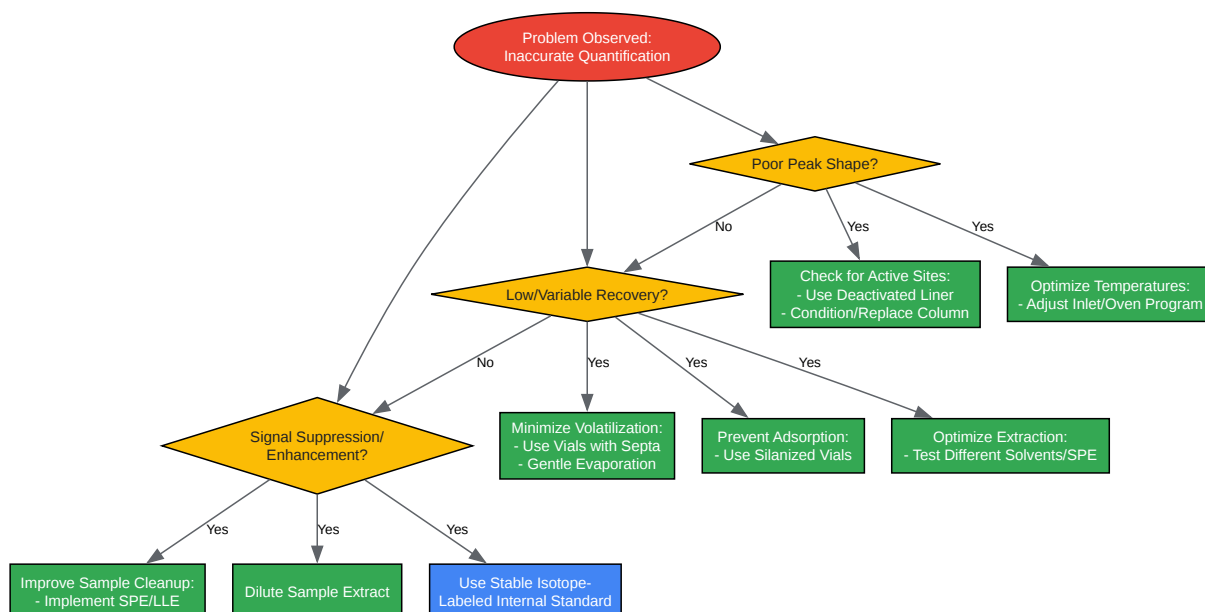 Problem Observed:
Inaccurate Quantification
Poor Peak Shape?
No
Yes
Yes
Low/Variable Recovery?
Check for Active Sites:
- Use Deactivated Liner
- Condition/Replace Column
Optimize Temperatures:
- Adjust Inlet/Oven Program
No
Yes
Yes
Yes
Signal Suppression/
Enhancement?
Minimize Volatilization:
- Use Vials with Septa
- Gentle Evaporation
Prevent Adsorption:
- Use Silanized Vials
Optimize Extraction:
- Test Different Solvents/SPE
Yes
Yes
Yes
Improve Sample Cleanup:
- Implement SPE/LLE
Dilute Sample Extract
Use Stable Isotope-
Labeled Internal Standard